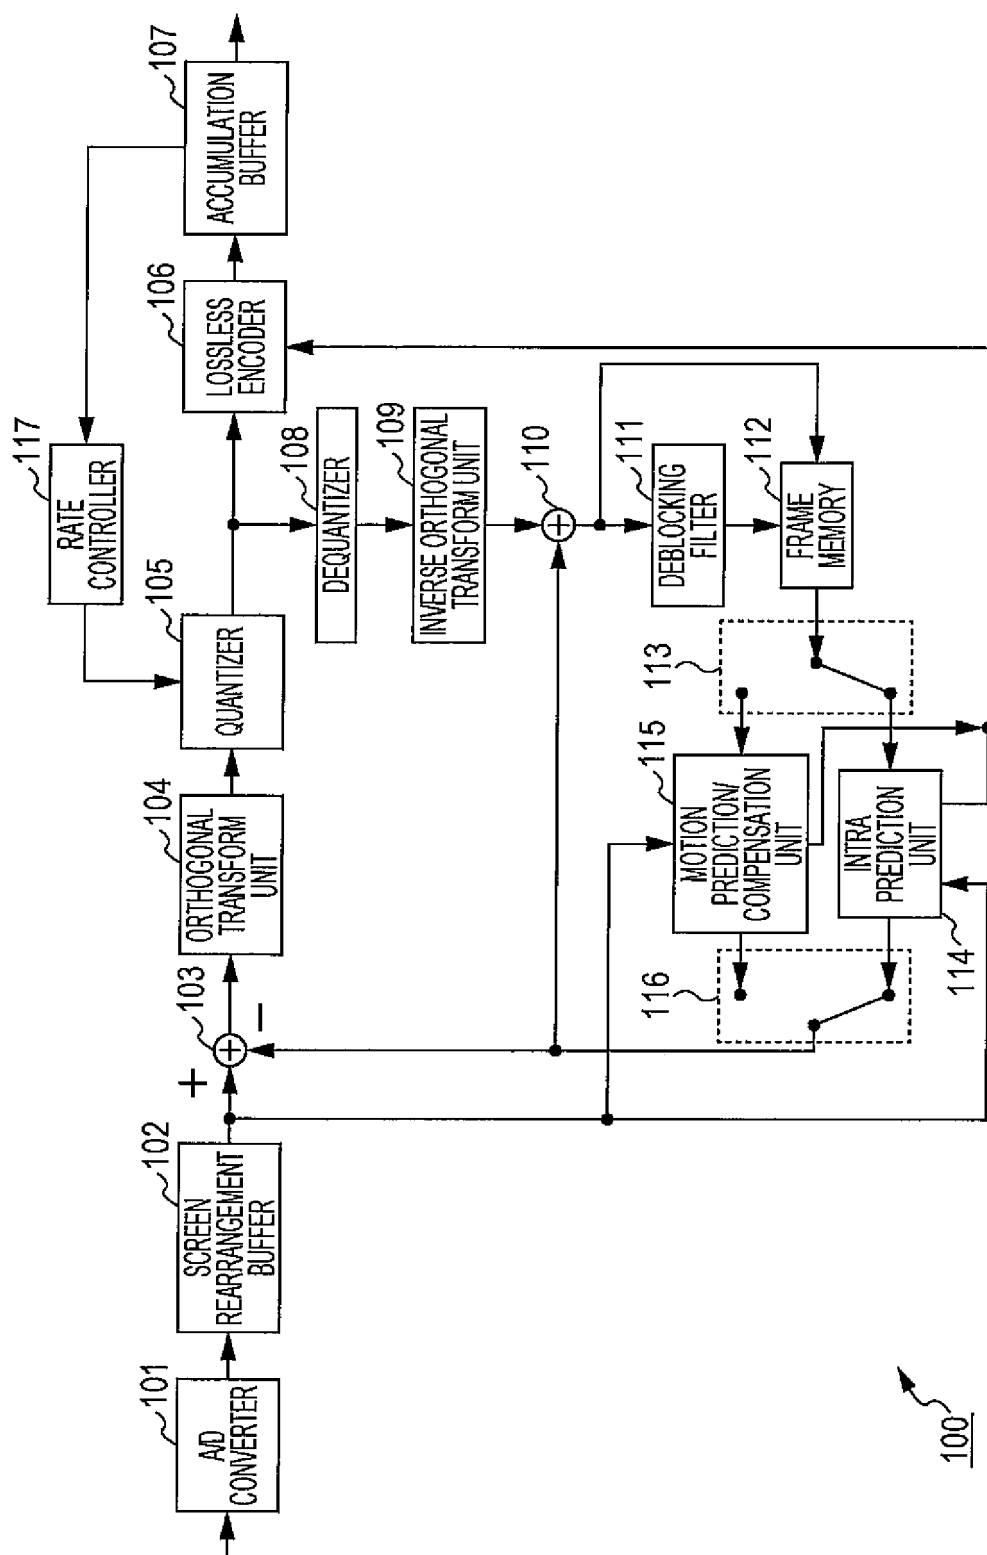 101
A/D
CONVERTER
102
SCREEN
REARRANGEMENT
BUFFER
103
+
−
104
ORTHOGONAL
TRANSFORM
UNIT
105
QUANTIZER
117
RATE
CONTROLLER
106
LOSSLESS
ENCODER
107
ACCUMULATION
BUFFER
108
DEQUANTIZER
109
INVERSE ORTHOGONAL
TRANSFORM UNIT
110
111
DEBLOCKING
FILTER
112
FRAME
MEMORY
113
115
MOTION
PREDICTION/
COMPENSATION
UNIT
116
INTRA
PREDICTION
UNIT
114
100